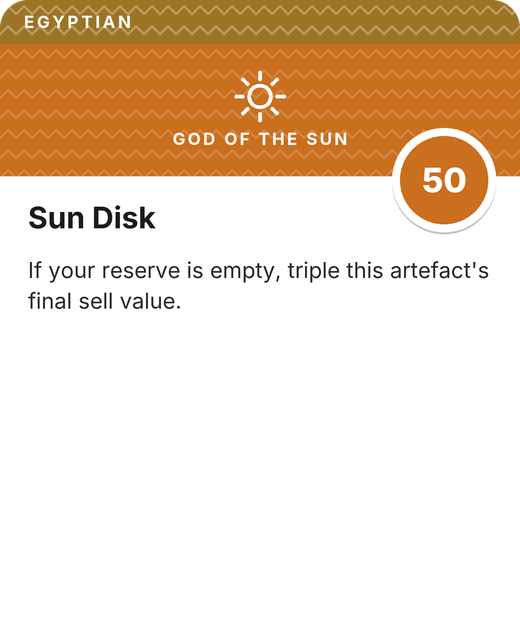 EGYPTIAN
GOD OF THE SUN
50
Sun Disk
If your reserve is empty, triple this artefact's
final sell value.